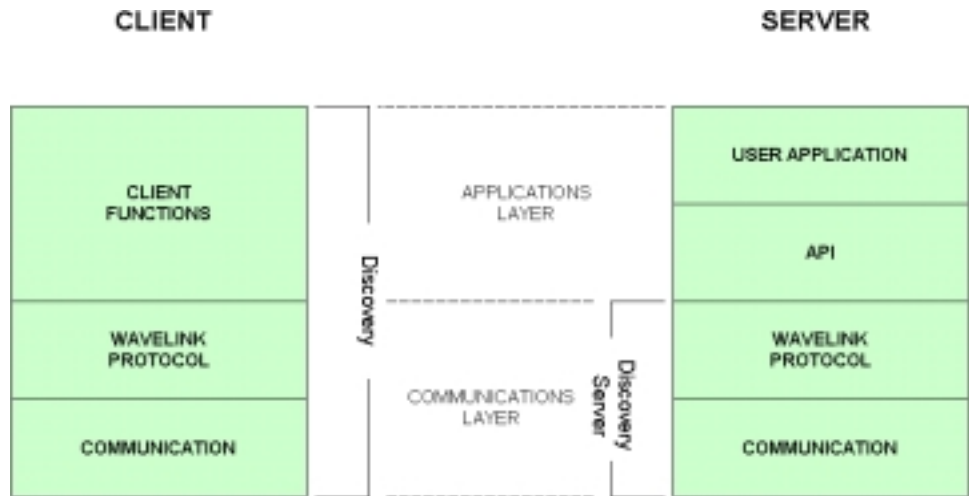 CLIENT
SERVER
CLIENT
FUNCTIONS
WAVELINK
PROTOCOL
COMMUNICATION
Discovery
APPLICATIONS
LAYER
COMMUNICATIONS
LAYER
Discovery
Server
USER APPLICATION
API
WAVELINK
PROTOCOL
COMMUNICATION